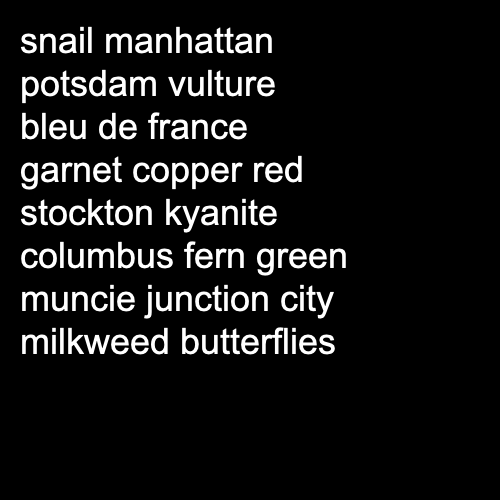 snail manhattan
potsdam vulture
bleu de france
garnet copper red
stockton kyanite
columbus fern green
muncie junction city
milkweed butterflies